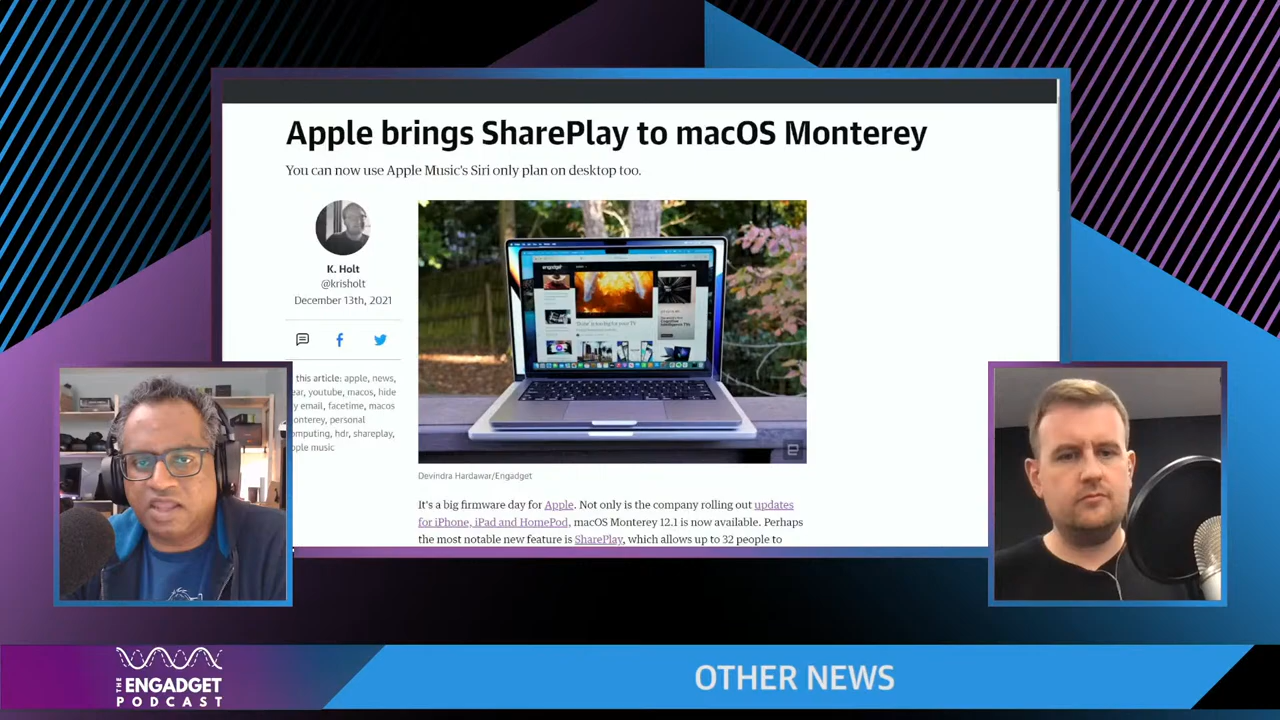 Apple brings SharePlay to macOS Monterey
You can now use Apple Music's Siri only plan on desktop too.
K. Holt
@krisholt
December 13th, 2021
this article: apple, news,
ear, youtube, macos, hide
y email, facetime, macos
onterey, personal
omputing, hdr, shareplay,
ple music
engadget
Devindra Hardawar/Engadget
It's a big firmware day for Apple. Not only is the company rolling out updates
for iPhone, iPad and HomePod, macOS Monterey 12.1 is now available. Perhaps
the most notable new feature is SharePlay, which allows up to 32 people to
THE
ENGADGET
PODCAST
OTHER NEWS